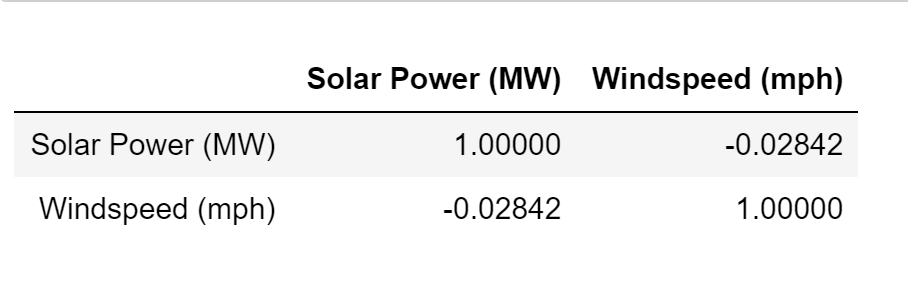 Solar Power (MW) Windspeed (mph)
Solar Power (MW) 1.00000 -0.02842
Windspeed (mph) -0.02842 1.00000